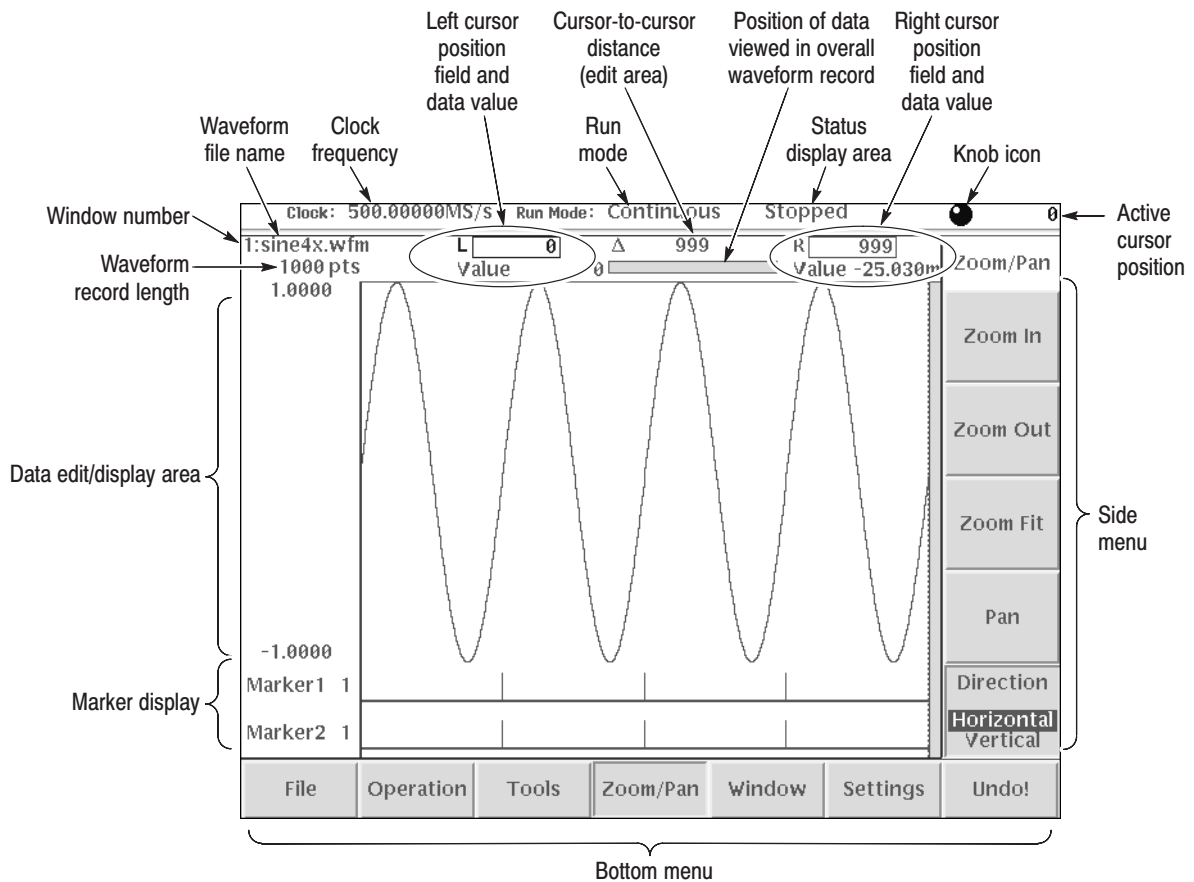 Left cursor
position
field and
data value
Cursor-to-cursor
distance
(edit area)
Position of data
viewed in overall
waveform record
Right cursor
position
field and
data value
Waveform
file name
Clock
frequency
Run
mode
Status
display area
Knob icon
Window number
Waveform
record length
Active
cursor
position
Clock: 500.00000MS/s Run Mode: Continuous Stopped 0
1:sine4x.wfm L 0 Δ 999 R 999
1000 pts Value 0 Value -25.030m
Zoom/Pan
1.0000
Zoom In
Zoom Out
Data edit/display area
Zoom Fit
Side
menu
Pan
-1.0000
Marker display
Marker1 1
Marker2 1
Direction
Horizontal
Vertical
File Operation Tools Zoom/Pan Window Settings Undo!
Bottom menu